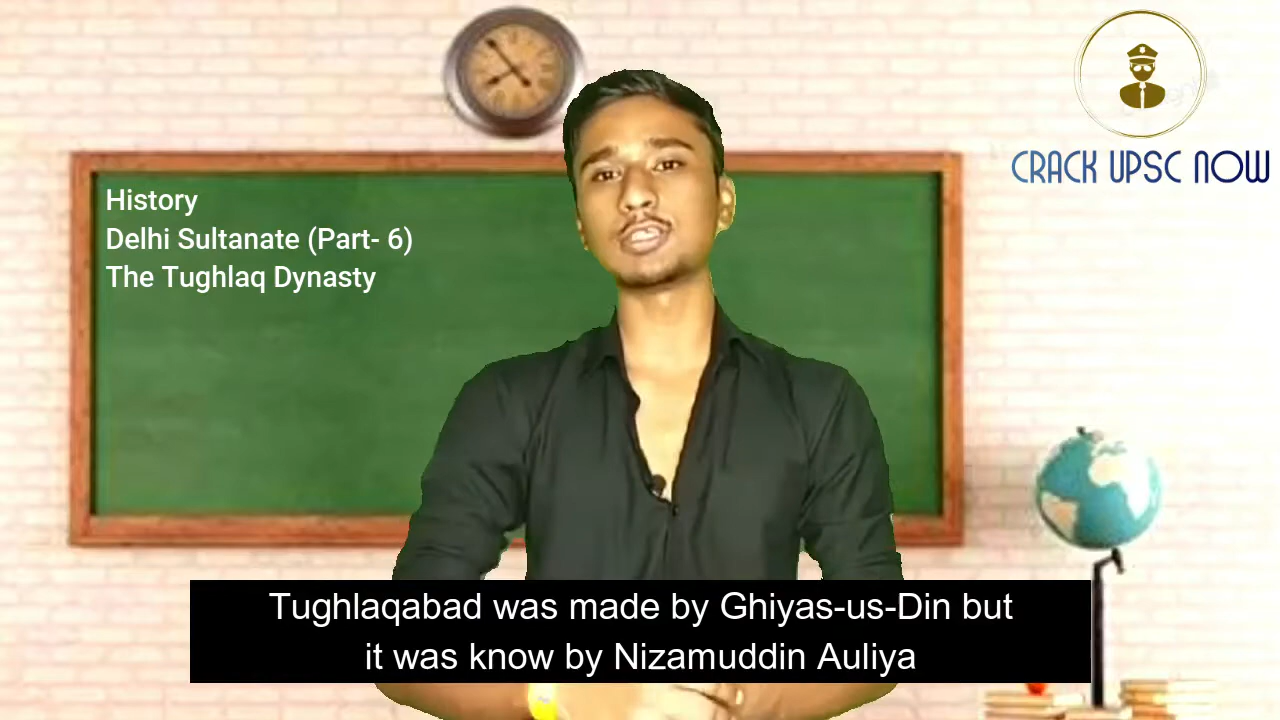 CRACK UPSC NOW
History
Delhi Sultanate (Part- 6)
The Tughlaq Dynasty
Tughlaqabad was made by Ghiyas-us-Din but
it was know by Nizamuddin Auliya